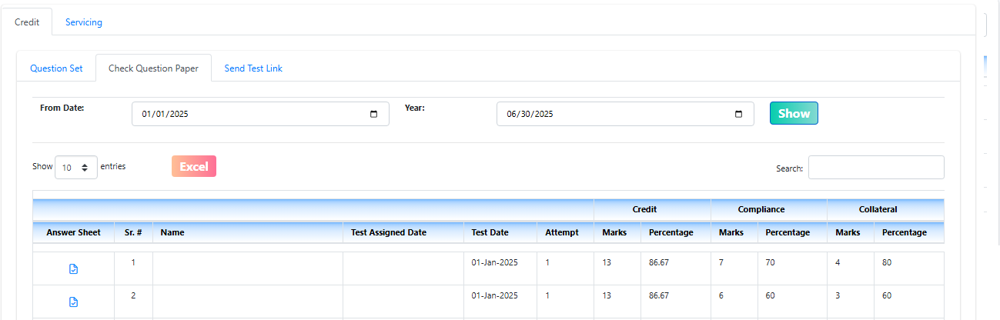 Credit Servicing
Question Set Check Question Paper Send Test Link
From Date: 01/01/2025 Year: 06/30/2025 Show
Show 10 entries Excel Search:
Credit Compliance Collateral
Answer Sheet Sr. # Name Test Assigned Date Test Date Attempt Marks Percentage Marks Percentage Marks Percentage
1 01-Jan-2025 1 13 86.67 7 70 4 80
2 01-Jan-2025 1 13 86.67 6 60 3 60